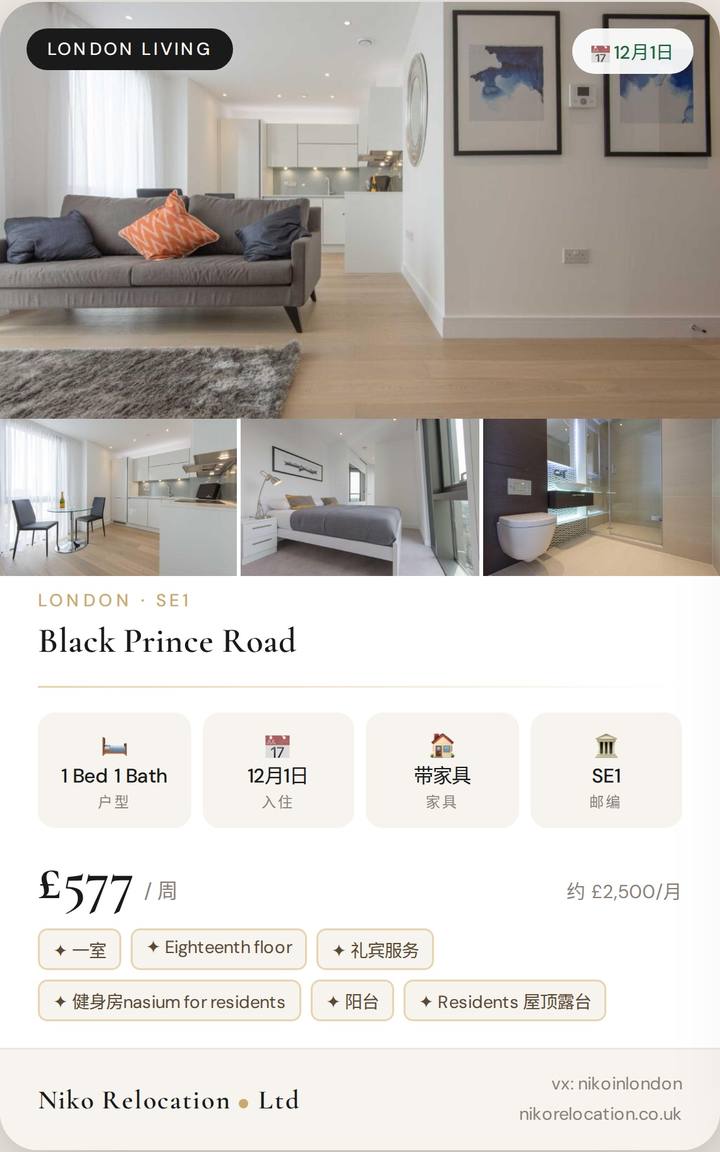 LONDON LIVING
📅 12月1日
LONDON · SE1
Black Prince Road
🛏️ 📅 🏠 🏛️
1 Bed 1 Bath 12月1日 带家具 SE1
户型 入住 家具 邮编
£577 / 周 约 £2,500/月
✦ 一室 ✦ Eighteenth floor ✦ 礼宾服务
✦ 健身房nasium for residents ✦ 阳台 ✦ Residents 屋顶露台
Niko Relocation ● Ltd
vx: nikoinlondon
nikorelocation.co.uk